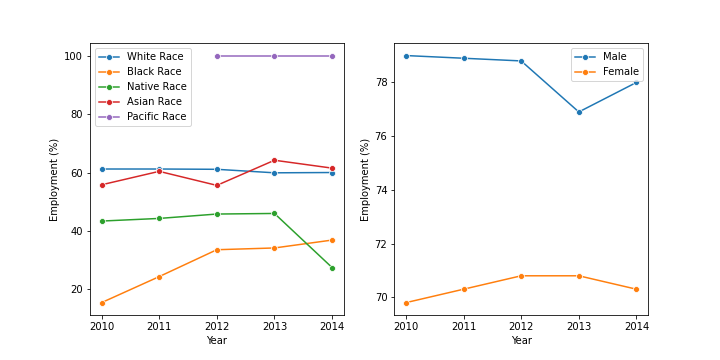 100
80
60
40
20
Employment (%)
White Race
Black Race
Native Race
Asian Race
Pacific Race
2010 2011 2012 2013 2014
Year
78
76
74
72
70
Employment (%)
Male
Female
2010 2011 2012 2013 2014
Year